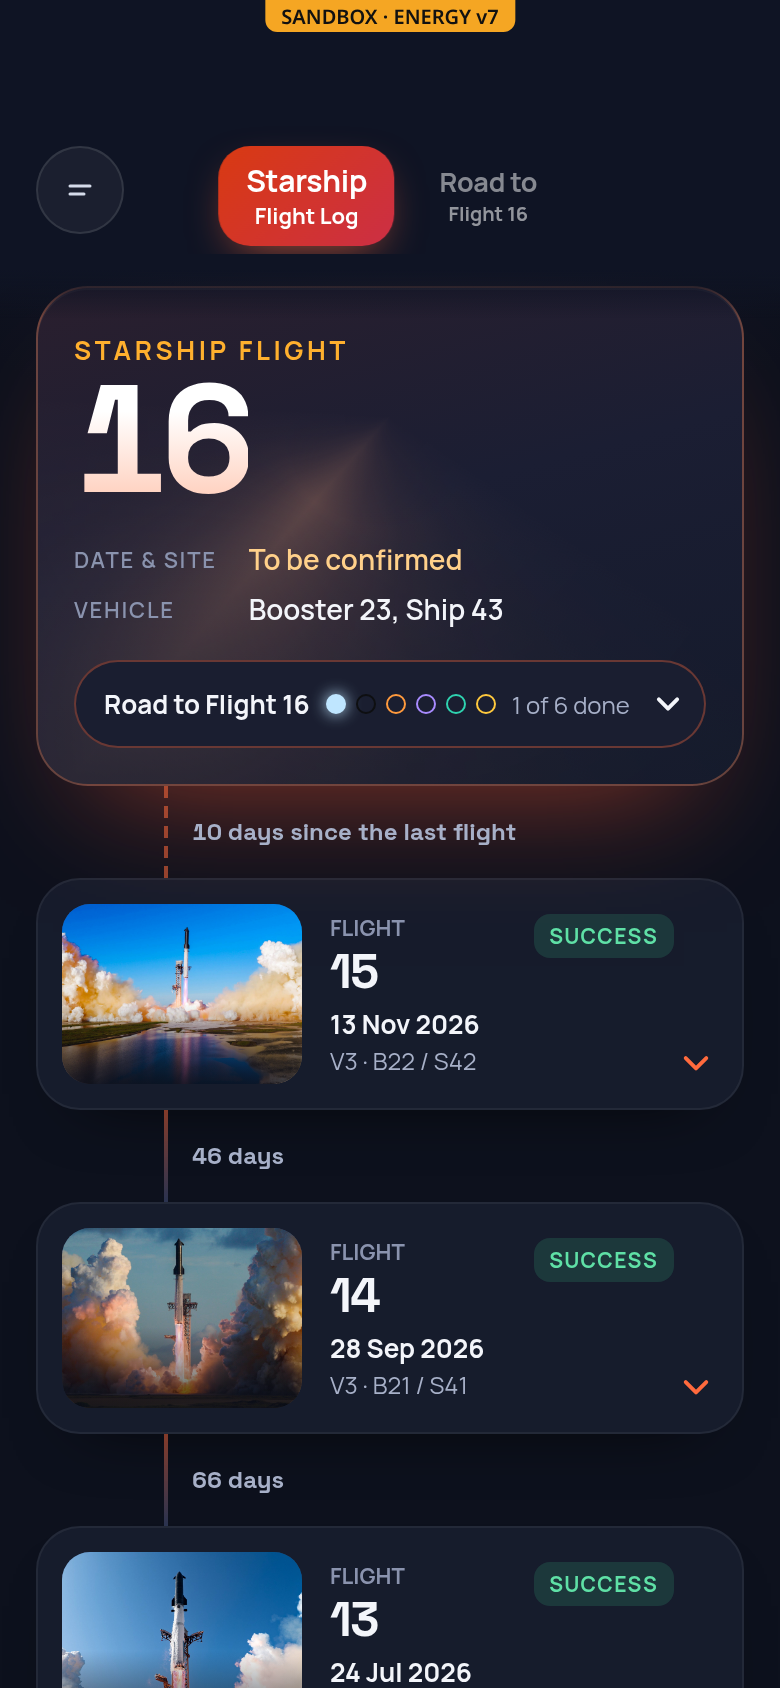 SANDBOX · ENERGY v7
Starship
Flight Log
Road to
Flight 16
STARSHIP FLIGHT
16
DATE & SITE To be confirmed
VEHICLE Booster 23, Ship 43
Road to Flight 16 1 of 6 done
10 days since the last flight
FLIGHT
SUCCESS
15
13 Nov 2026
V3 · B22 / S42
46 days
FLIGHT
SUCCESS
14
28 Sep 2026
V3 · B21 / S41
66 days
FLIGHT
SUCCESS
13
24 Jul 2026